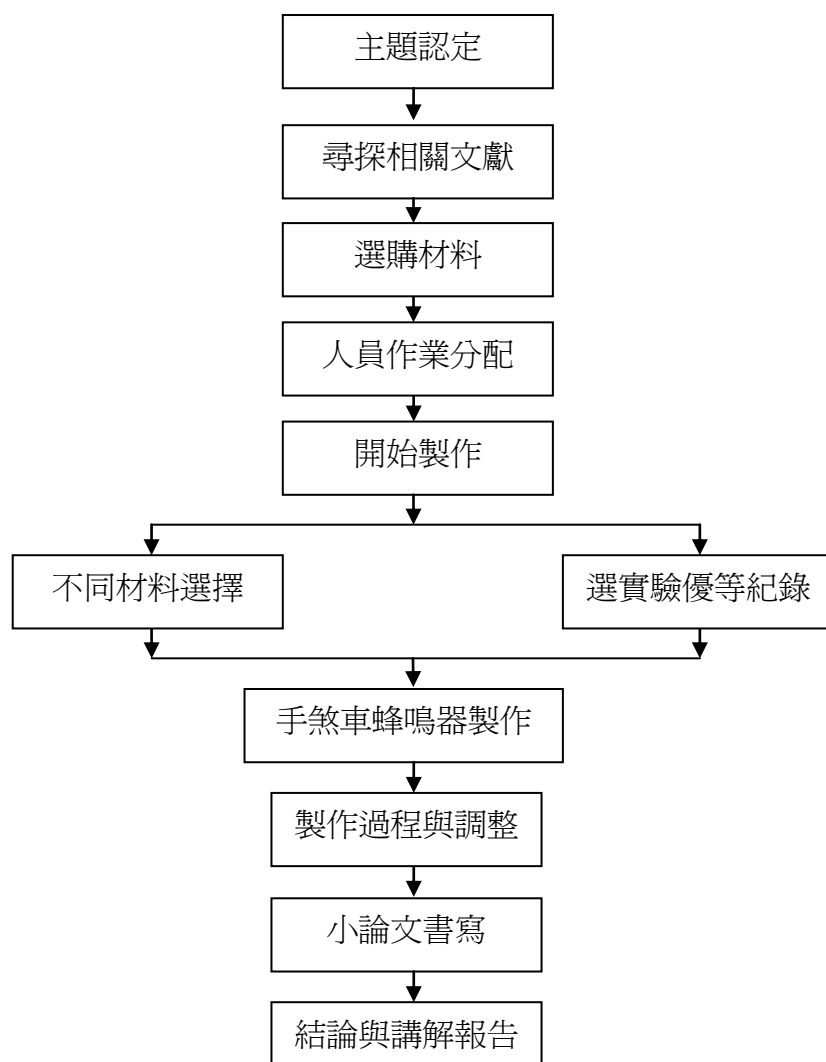 主題認定
尋探相關文獻
選購材料
人員作業分配
開始製作
不同材料選擇
選實驗優等紀錄
手煞車蜂鳴器製作
製作過程與調整
小論文書寫
結論與講解報告